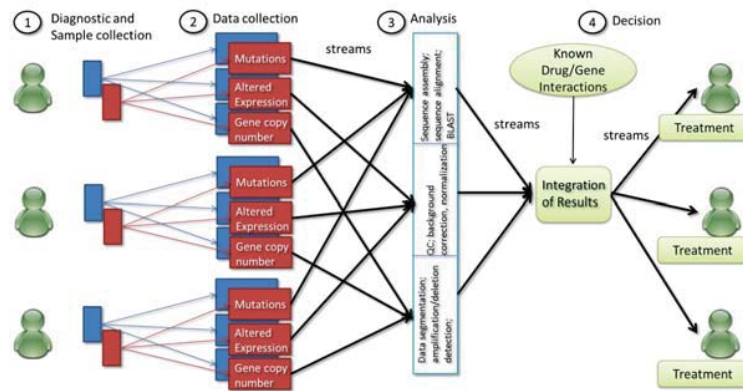 1
Diagnostic and
Sample collection
2
Data collection
3
Analysis
4
Decision
streams
Mutations
Altered
Expression
Gene copy
number
Mutations
Altered
Expression
Gene copy
number
Mutations
Altered
Expression
Gene copy
number
Sequence assembly;
sequence alignment;
BLAST
QC; background
correction, normalization
Data segmentation;
amplification/deletion
detection;
streams
Known
Drug/Gene
Interactions
Integration
of Results
streams
Treatment
Treatment
Treatment